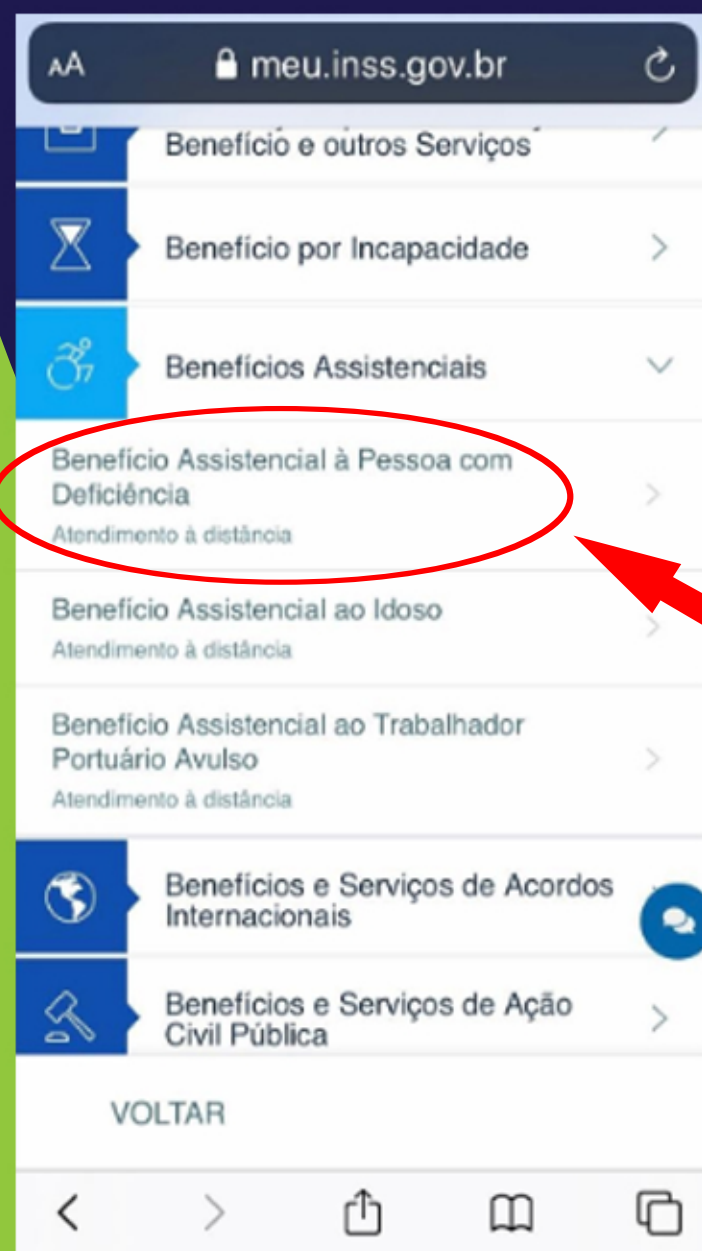 AA meu.inss.gov.br
Benefício e outros Serviços
Benefício por Incapacidade
Benefícios Assistenciais
Benefício Assistencial à Pessoa com
Deficiência
Atendimento à distância
Benefício Assistencial ao Idoso
Atendimento à distância
Benefício Assistencial ao Trabalhador
Portuário Avulso
Atendimento à distância
Benefícios e Serviços de Acordos
Internacionais
Benefícios e Serviços de Ação
Civil Pública
VOLTAR